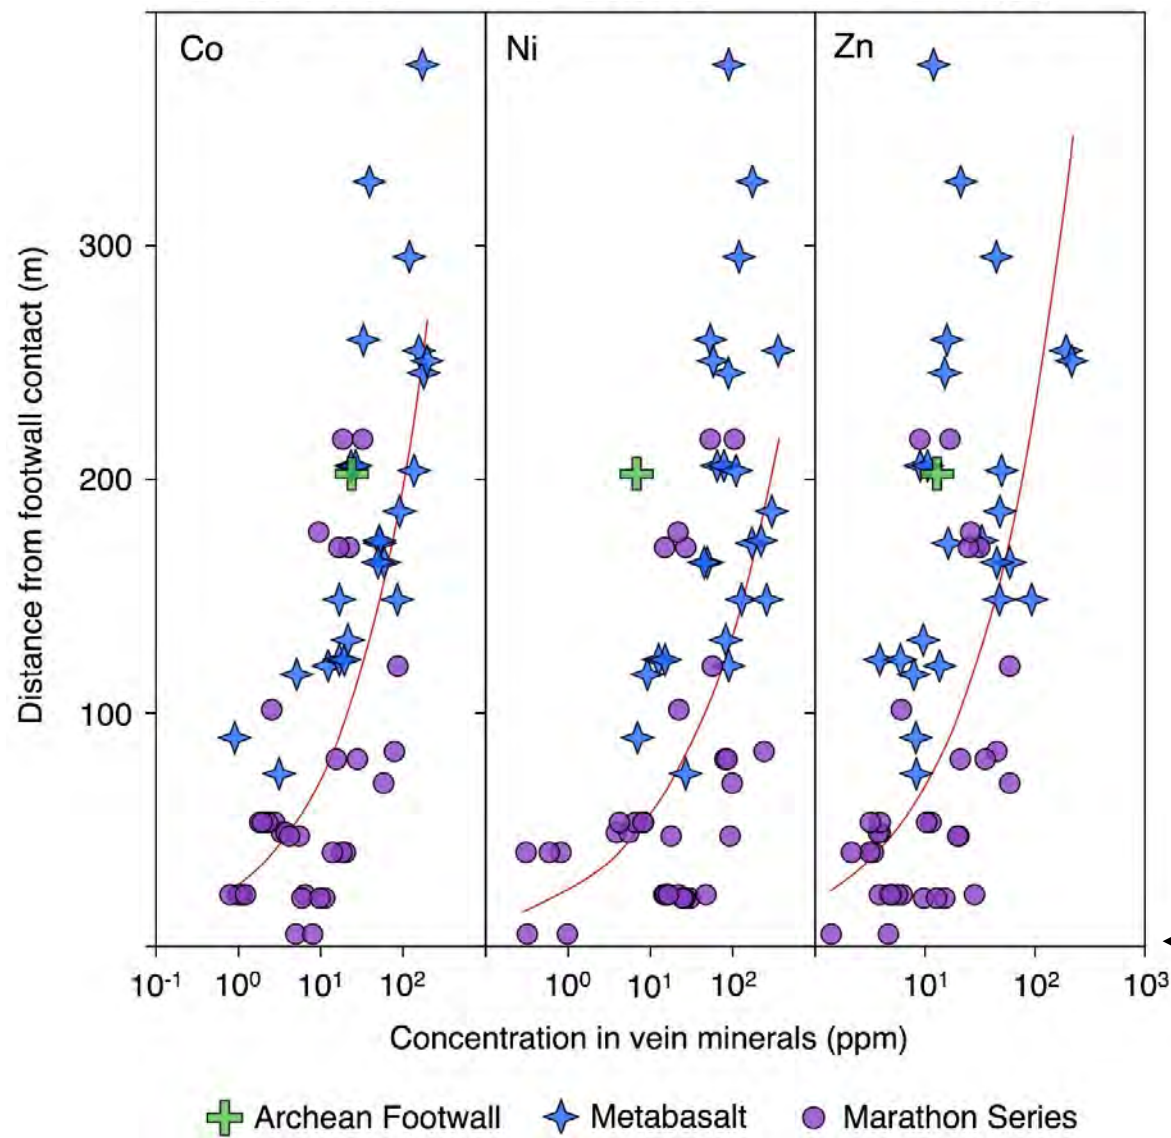 Co Ni Zn
300
200
100
Distance from footwall contact (m)
10-1 100 101 102 100 101 102 101 102 103
Concentration in vein minerals (ppm)
Archean Footwall Metabasalt Marathon Series